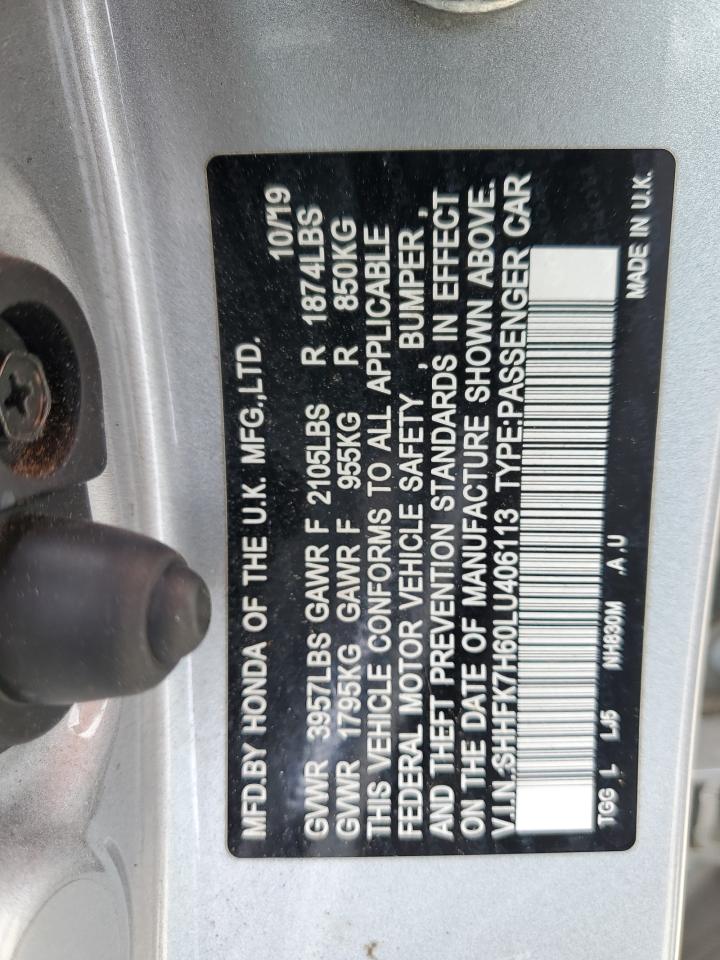 MFD.BY HONDA OF THE U.K. MFG.,LTD. 10/19
GVWR 3957LBS GAWR F 2105LBS R 1874LBS
GVWR 1795KG GAWR F 955KG R 850KG
THIS VEHICLE CONFORMS TO ALL APPLICABLE
FEDERAL MOTOR VEHICLE SAFETY , BUMPER ,
AND THEFT PREVENTION STANDARDS IN EFFECT
ON THE DATE OF MANUFACTURE SHOWN ABOVE.
V.I.N.SHHFK7H60LU406113 TYPE:PASSENGER CAR
TGG L LJ5 NH830M .A .U
MADE IN U.K.